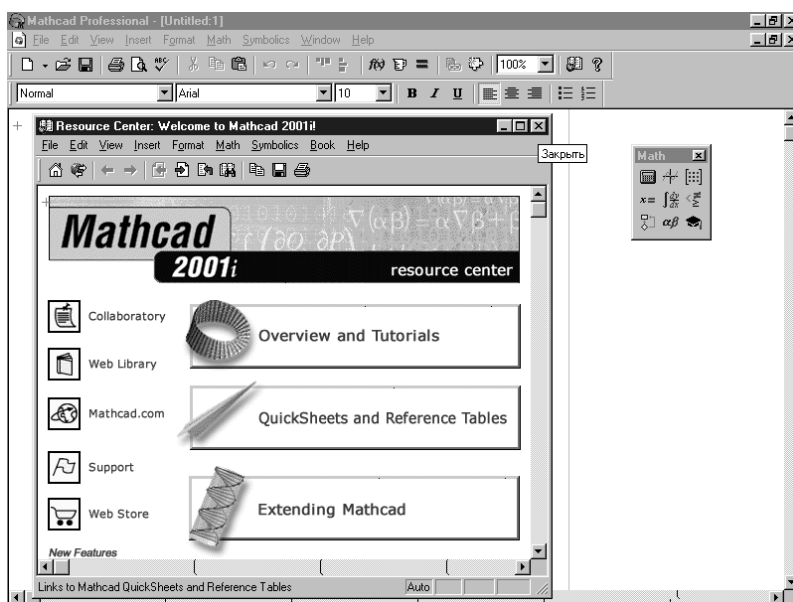 Mathcad Professional - [Untitled:1]
File Edit View Insert Format Math Symbolics Window Help
100%
Normal Arial 10 B I U
Resource Center: Welcome to Mathcad 2001i!
File Edit View Insert Format Math Symbolics Book Help
Закрыть
Math
x=
αβ
Mathcad
2001i
resource center
Collaboratory
Overview and Tutorials
Web Library
Mathcad.com
QuickSheets and Reference Tables
Support
Extending Mathcad
Web Store
New Features
Links to Mathcad QuickSheets and Reference Tables
Auto